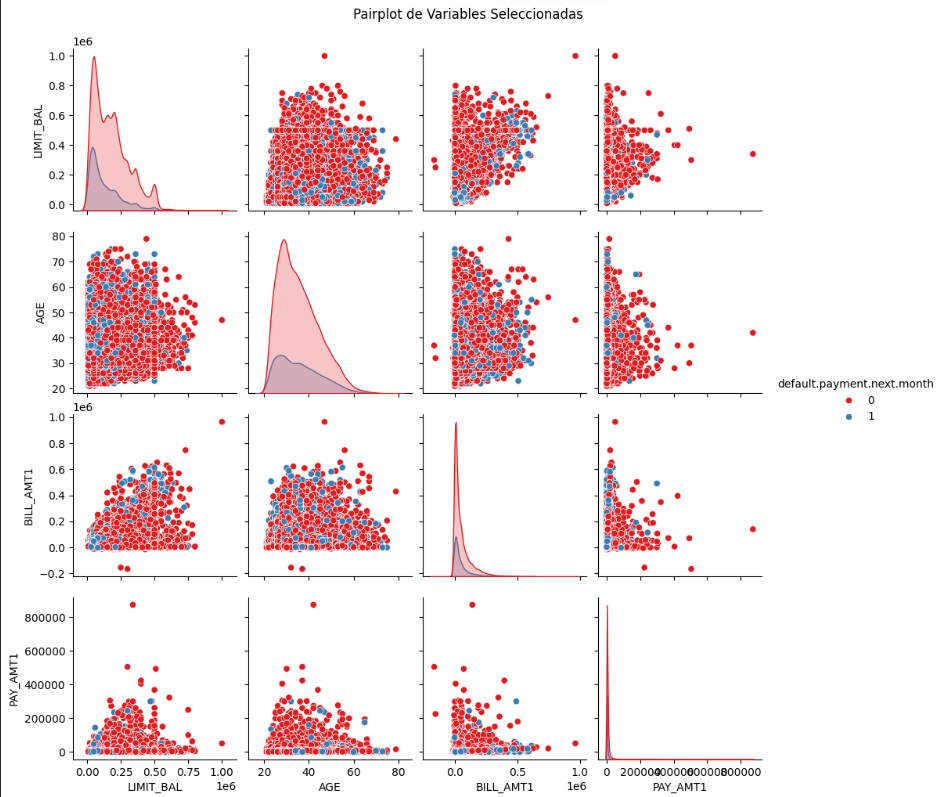 Pairplot de Variables Seleccionadas
1e6
1.0
0.8
0.6
0.4
0.2
0.0
LIMIT_BAL
80
70
60
50
40
30
20
AGE
default.payment.next.month
0
1
1e6
1.0
0.8
0.6
0.4
0.2
0.0
−0.2
BILL_AMT1
800000
600000
400000
200000
0
PAY_AMT1
0.00 0.25 0.50 0.75 1.00 20 40 60 80 0.0 0.5 1.0 0 200000 400000 600000 800000
LIMIT_BAL 1e6 AGE BILL_AMT1 1e6 PAY_AMT1